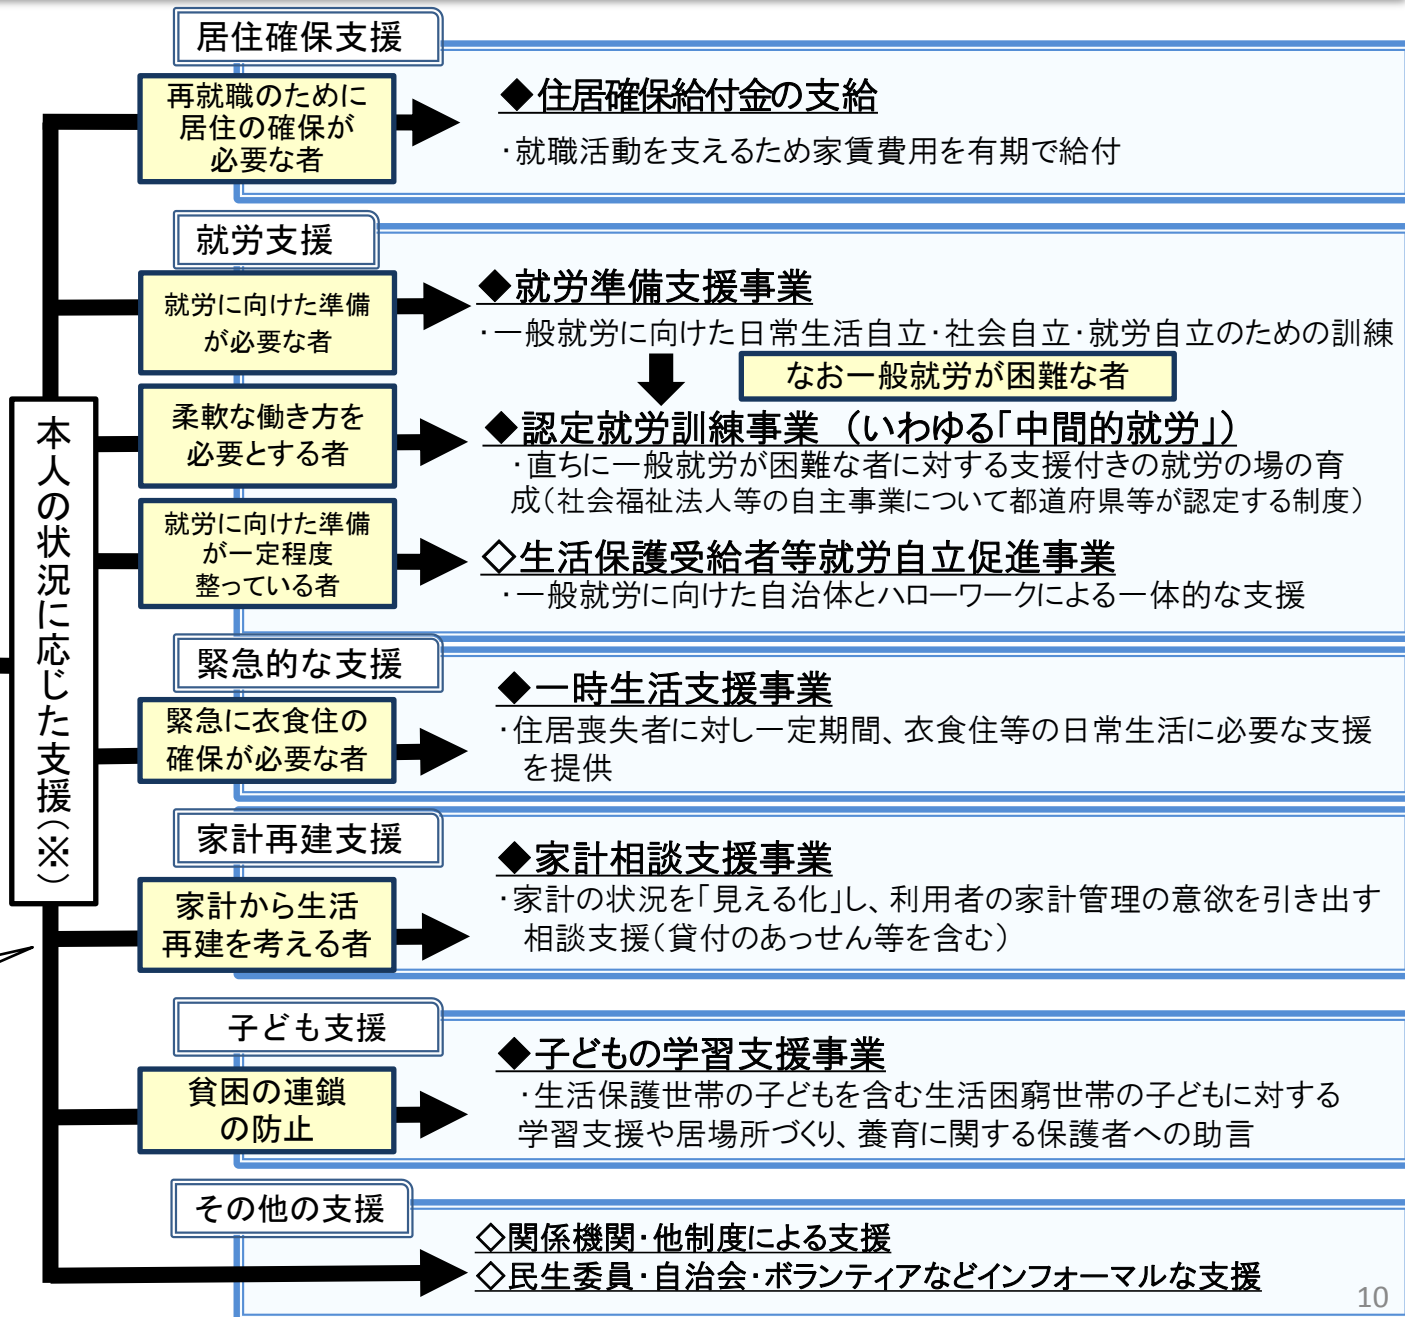 本人の状況に応じた支援(※)
居住確保支援
再就職のために
居住の確保が
必要な者
◆住居確保給付金の支給
・就職活動を支えるため家賃費用を有期で給付
就労支援
就労に向けた準備
が必要な者
◆就労準備支援事業
・一般就労に向けた日常生活自立・社会自立・就労自立のための訓練
なお一般就労が困難な者
柔軟な働き方を
必要とする者
◆認定就労訓練事業 （いわゆる「中間的就労」）
・直ちに一般就労が困難な者に対する支援付きの就労の場の育
成（社会福祉法人等の自主事業について都道府県等が認定する制度）
就労に向けた準備
が一定程度
整っている者
◇生活保護受給者等就労自立促進事業
・一般就労に向けた自治体とハローワークによる一体的な支援
緊急的な支援
緊急に衣食住の
確保が必要な者
◆一時生活支援事業
・住居喪失者に対し一定期間、衣食住等の日常生活に必要な支援
を提供
家計再建支援
家計から生活
再建を考える者
◆家計相談支援事業
・家計の状況を「見える化」し、利用者の家計管理の意欲を引き出す
相談支援（貸付のあっせん等を含む）
子ども支援
貧困の連鎖
の防止
◆子どもの学習支援事業
・生活保護世帯の子どもを含む生活困窮世帯の子どもに対する
学習支援や居場所づくり、養育に関する保護者への助言
その他の支援
◇関係機関・他制度による支援
◇民生委員・自治会・ボランティアなどインフォーマルな支援
10